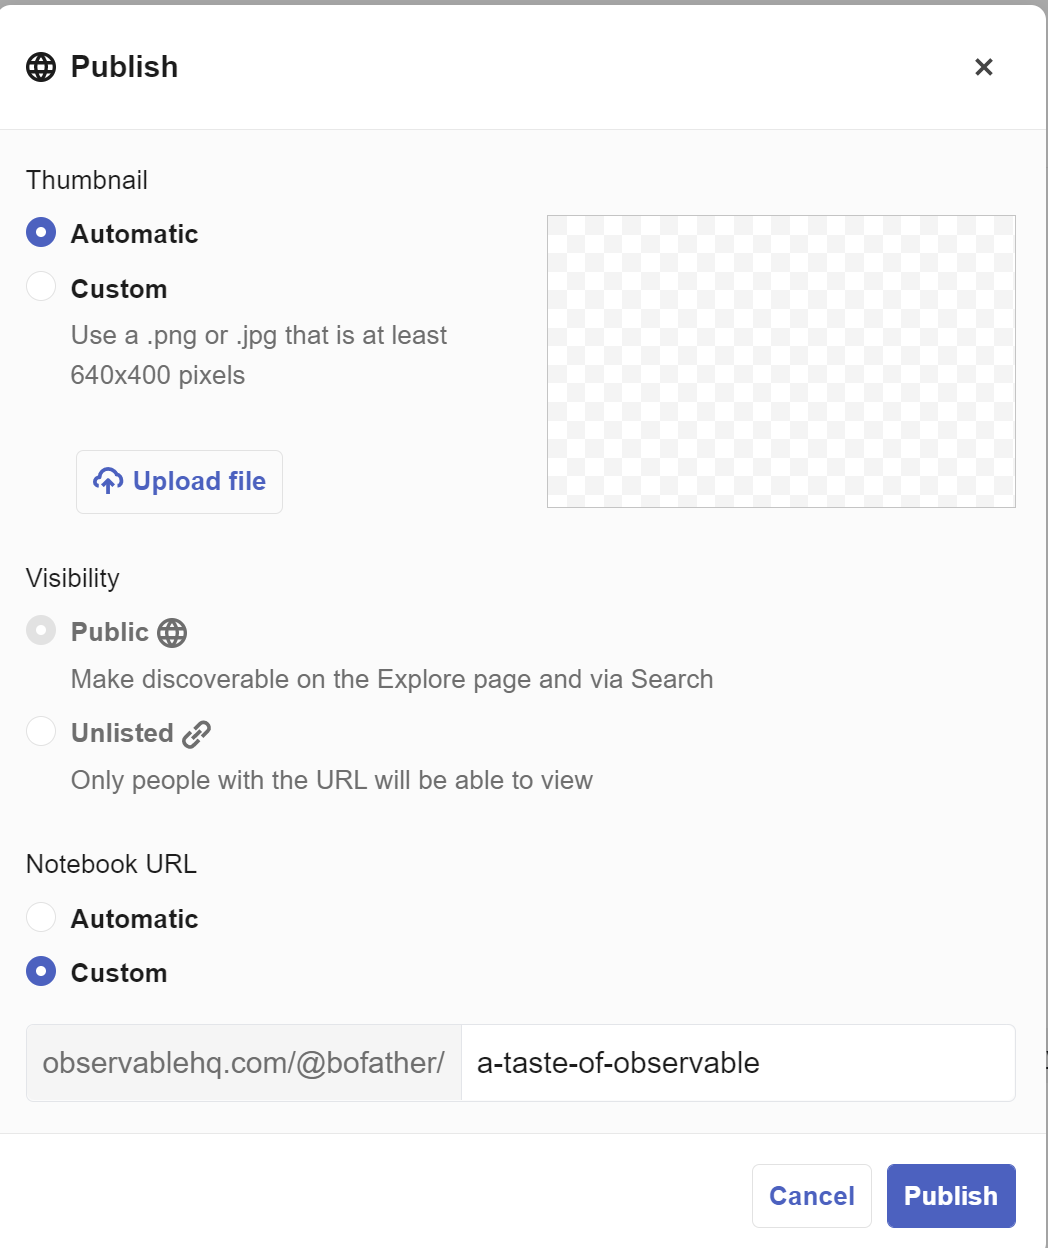 Publish
Thumbnail
Automatic
Custom
Use a .png or .jpg that is at least
640x400 pixels
Upload file
Visibility
Public
Make discoverable on the Explore page and via Search
Unlisted
Only people with the URL will be able to view
Notebook URL
Automatic
Custom
observablehq.com/@bofather/ a-taste-of-observable
Cancel Publish